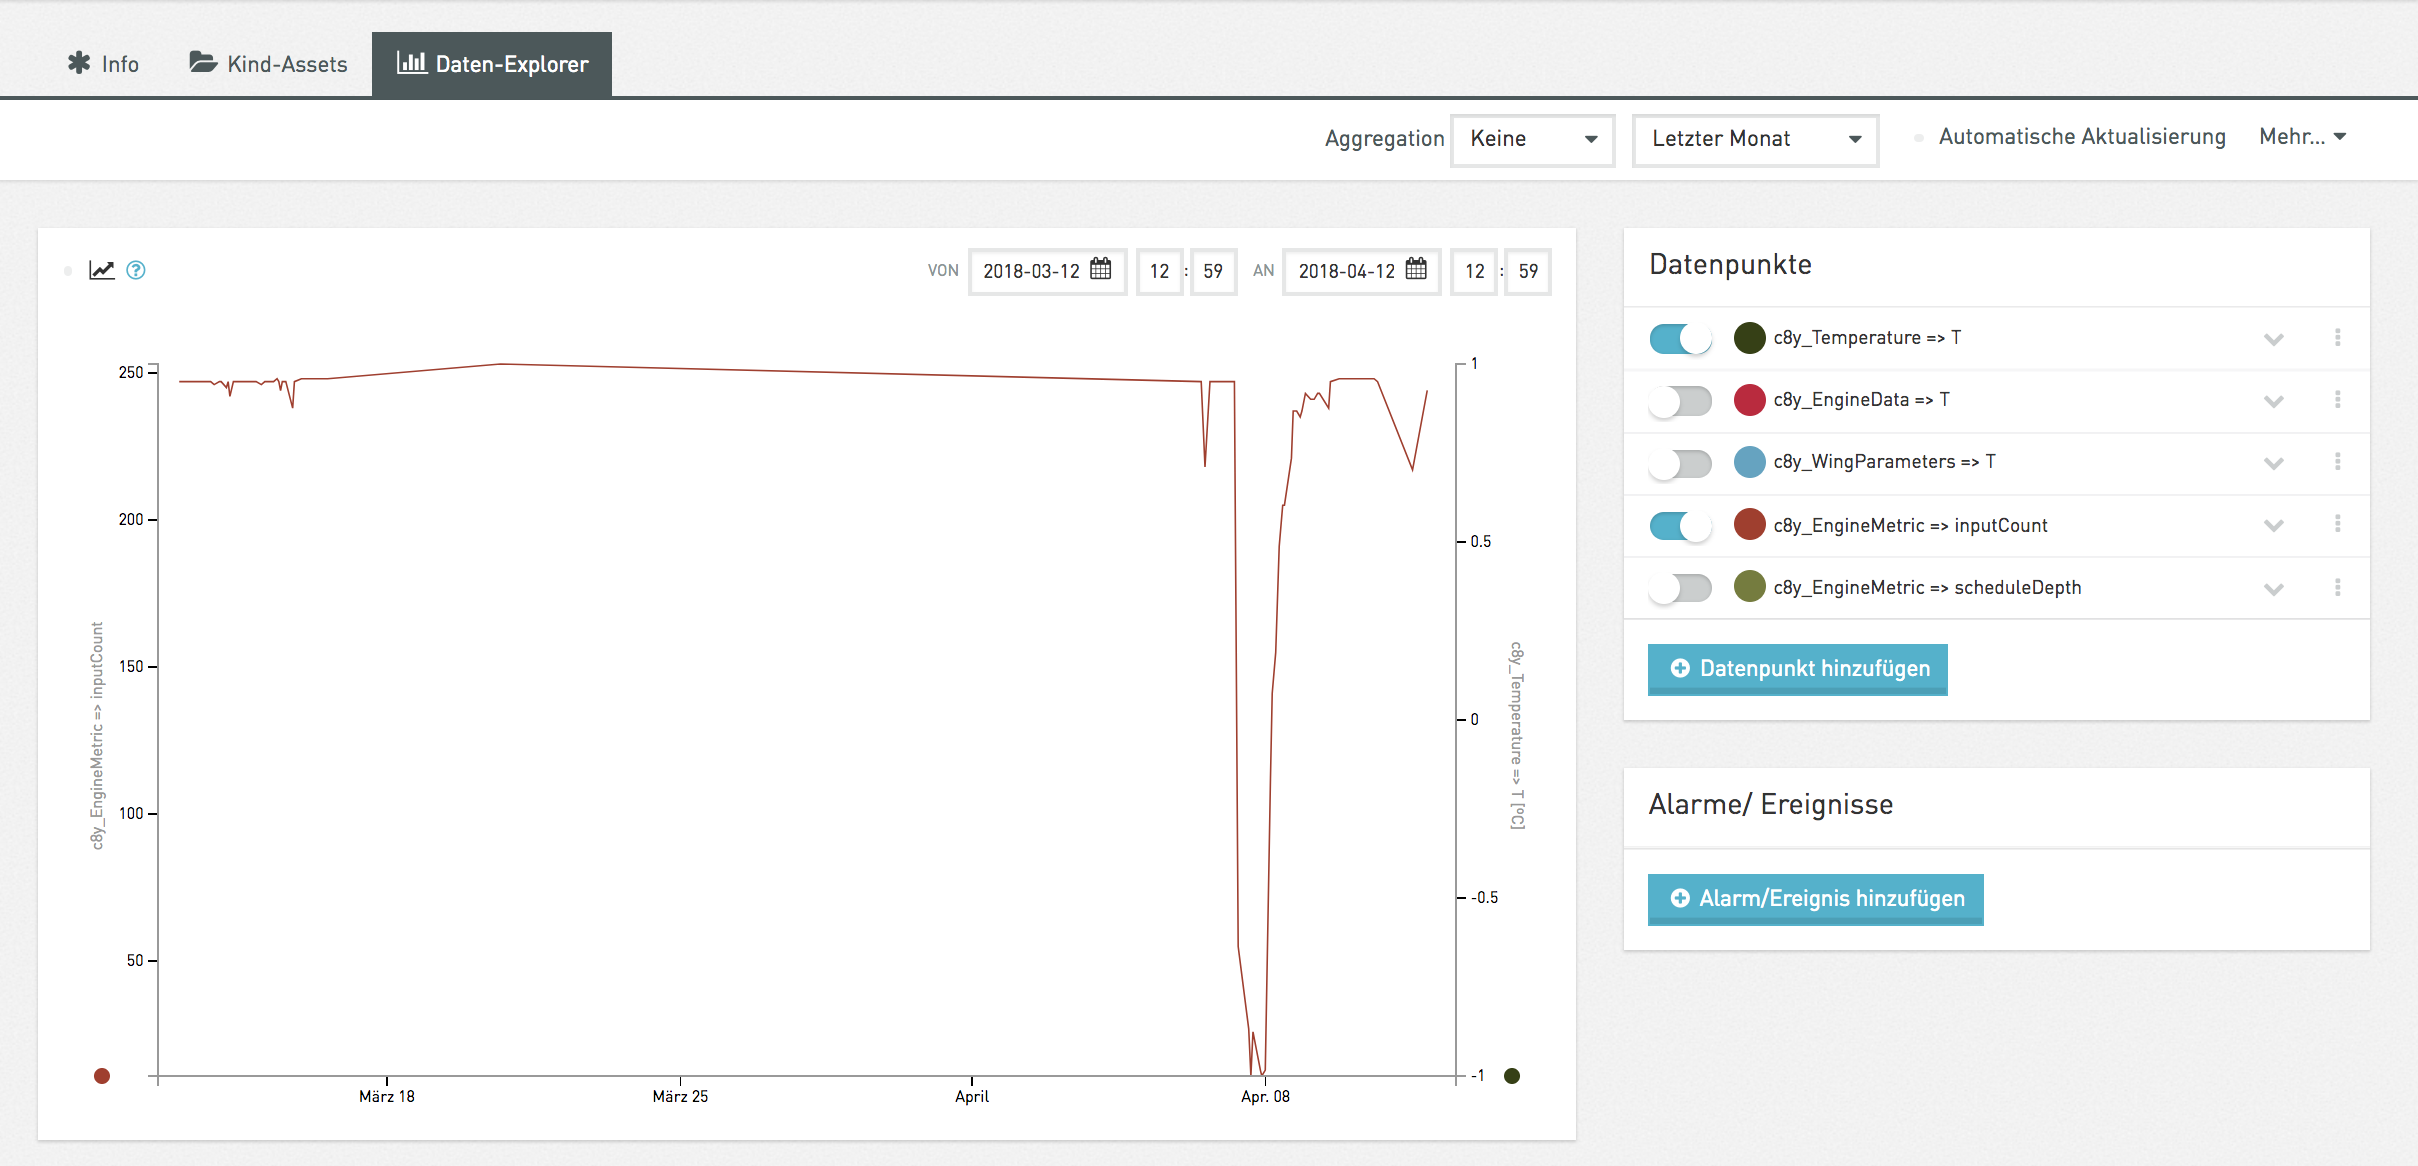 Info Kind-Assets Daten-Explorer
Aggregation Keine Letzter Monat Automatische Aktualisierung Mehr...
VON 2018-03-12 12 : 59 AN 2018-04-12 12 : 59
250
200
150
100
50
c8y_EngineMetric => inputCount
1
0.5
0
-0.5
-1
c8y_Temperature => T [°C]
März 18 März 25 April Apr. 08
Datenpunkte
c8y_Temperature => T
c8y_EngineData => T
c8y_WingParameters => T
c8y_EngineMetric => inputCount
c8y_EngineMetric => scheduleDepth
Datenpunkt hinzufügen
Alarme/ Ereignisse
Alarm/Ereignis hinzufügen